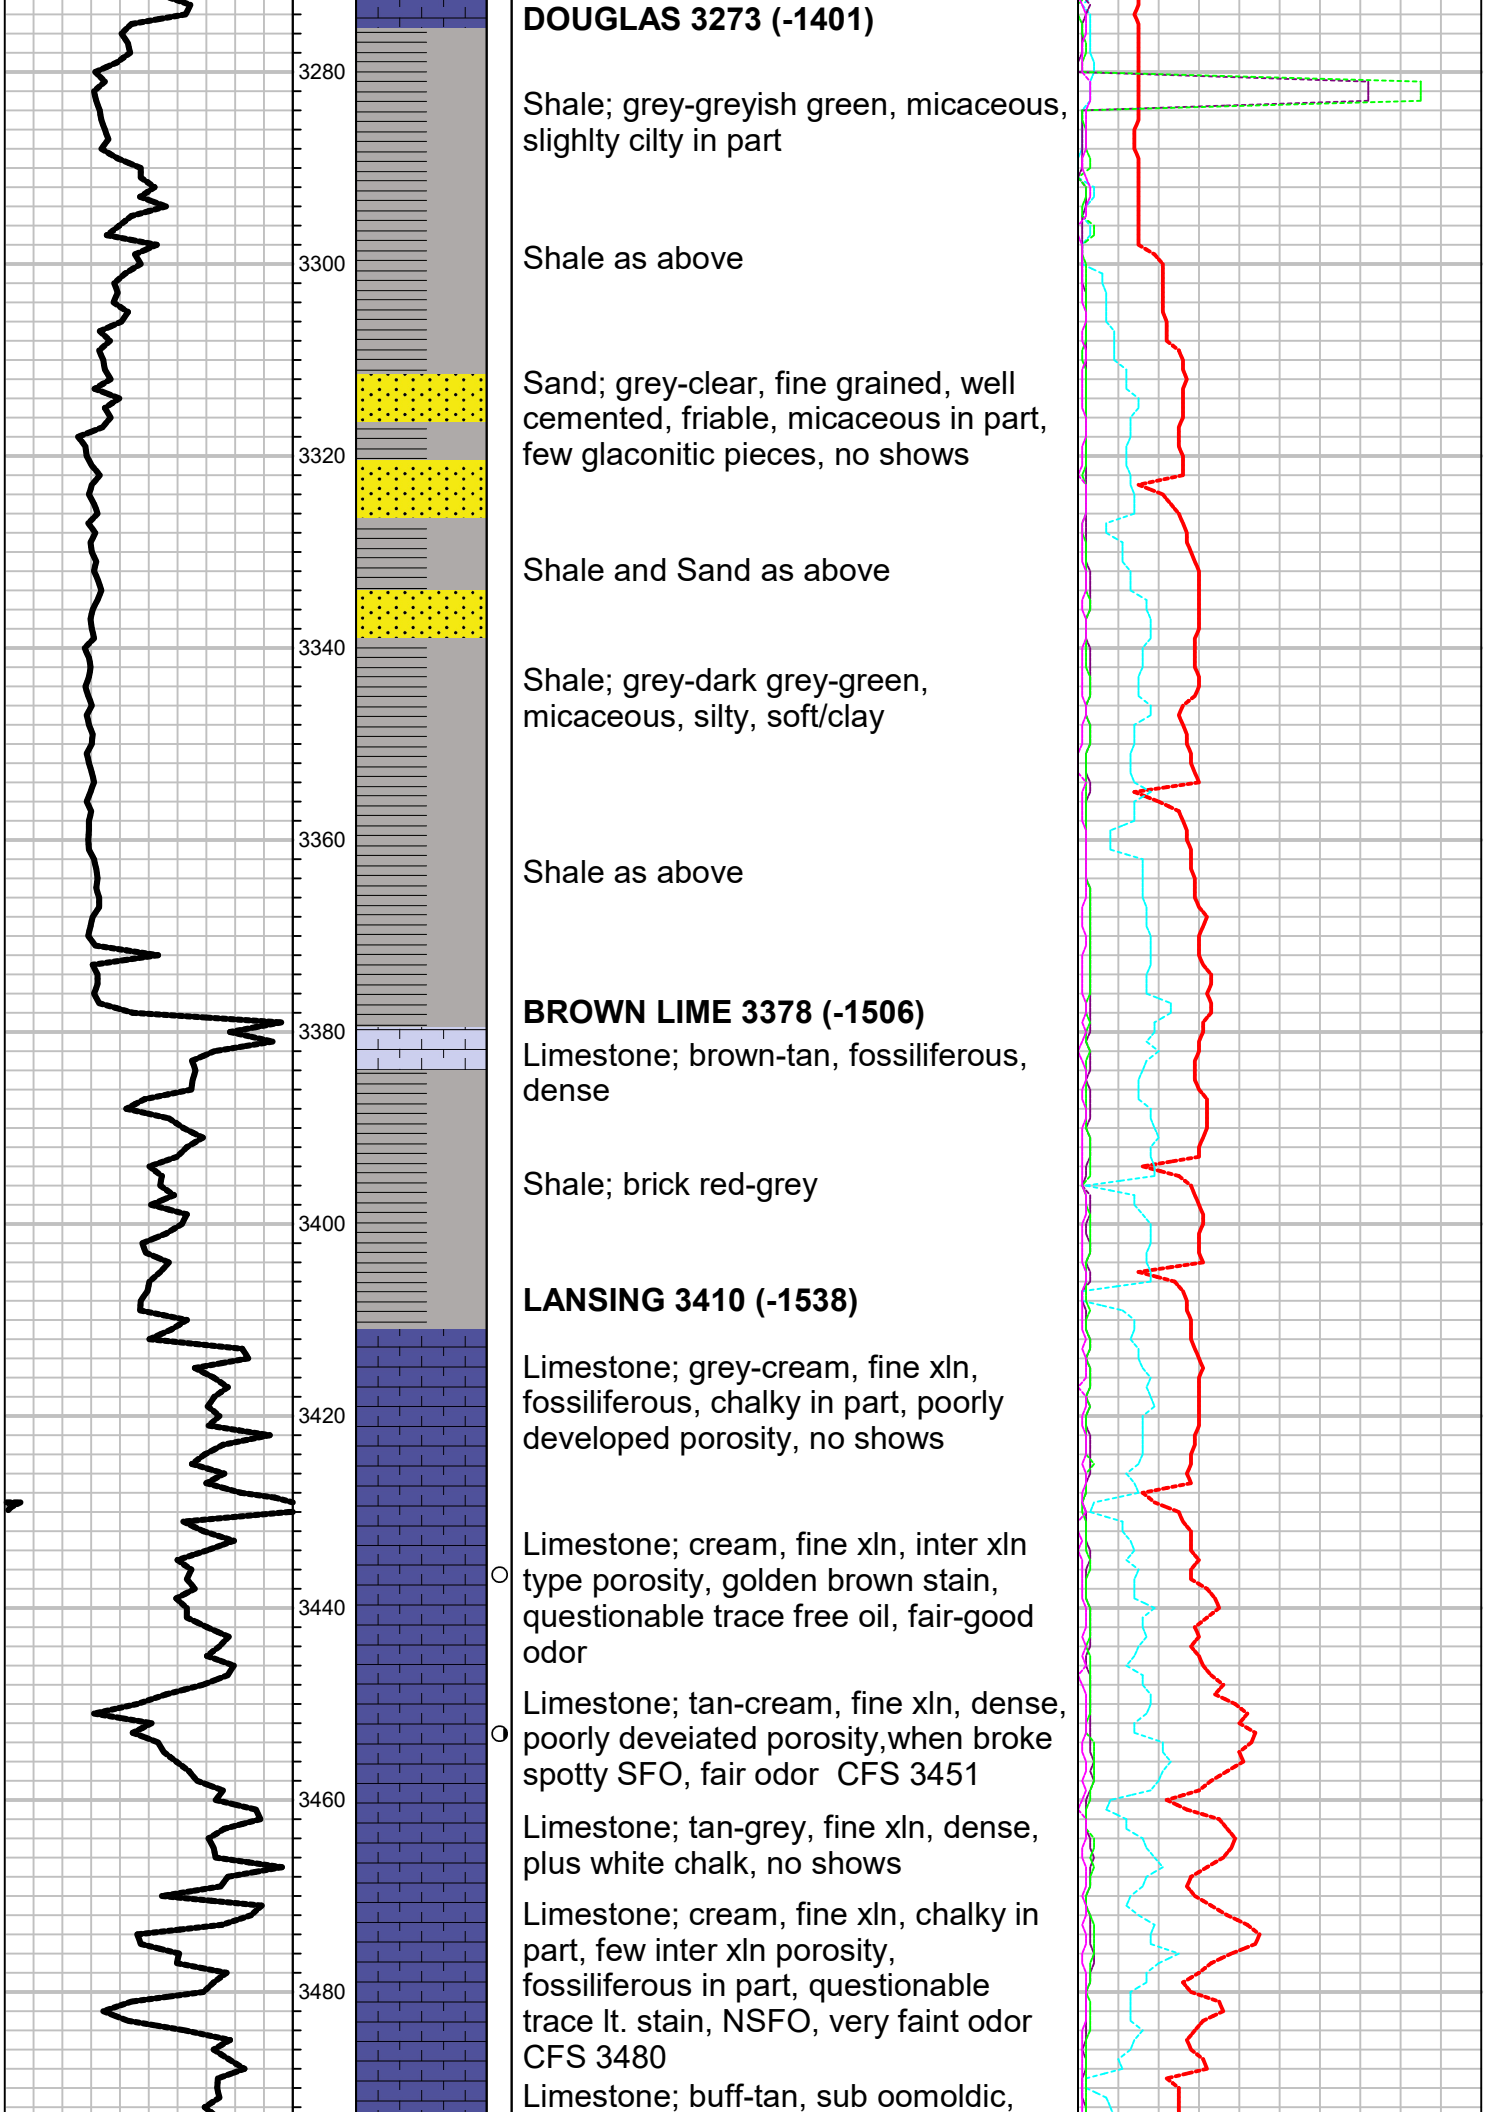 DOUGLAS 3273 (-1401)
3280
Shale; grey-greyish green, micaceous,
slighlty cilty in part
3300
Shale as above
Sand; grey-clear, fine grained, well
cemented, friable, micaceous in part,
few glaconitic pieces, no shows
3320
Shale and Sand as above
3340
Shale; grey-dark grey-green,
micaceous, silty, soft/clay
3360
Shale as above
BROWN LIME 3378 (-1506)
3380
Limestone; brown-tan, fossiliferous,
dense
Shale; brick red-grey
3400
LANSING 3410 (-1538)
Limestone; grey-cream, fine xln,
fossiliferous, chalky in part, poorly
developed porosity, no shows
3420
Limestone; cream, fine xln, inter xln
type porosity, golden brown stain,
questionable trace free oil, fair-good
odor
3440
Limestone; tan-cream, fine xln, dense,
poorly deveiated porosity,when broke
spotty SFO, fair odor  CFS 3451
3460
Limestone; tan-grey, fine xln, dense,
plus white chalk, no shows
Limestone; cream, fine xln, chalky in
part, few inter xln porosity,
fossiliferous in part, questionable
trace lt. stain, NSFO, very faint odor
CFS 3480
3480
Limestone; buff-tan, sub oomoldic,